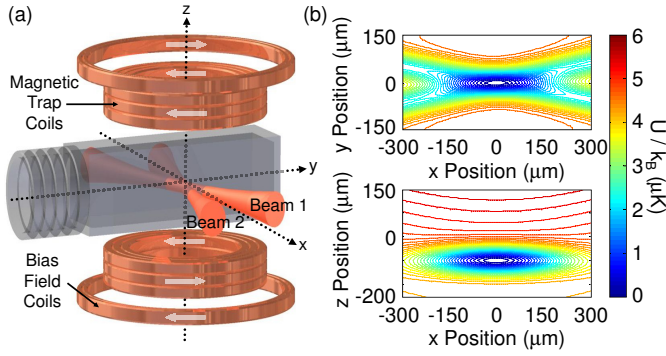 (a)
z
Magnetic
Trap
Coils
y
Beam 1
Beam 2
x
Bias
Field
Coils
(b)
150
0
-150
y Position (µm)
-300 -150 0 150 300
x Position (µm)
150
0
-200
z Position (µm)
-300 -150 0 150 300
x Position (µm)
6
5
4
3
2
1
0
U / kB (µK)